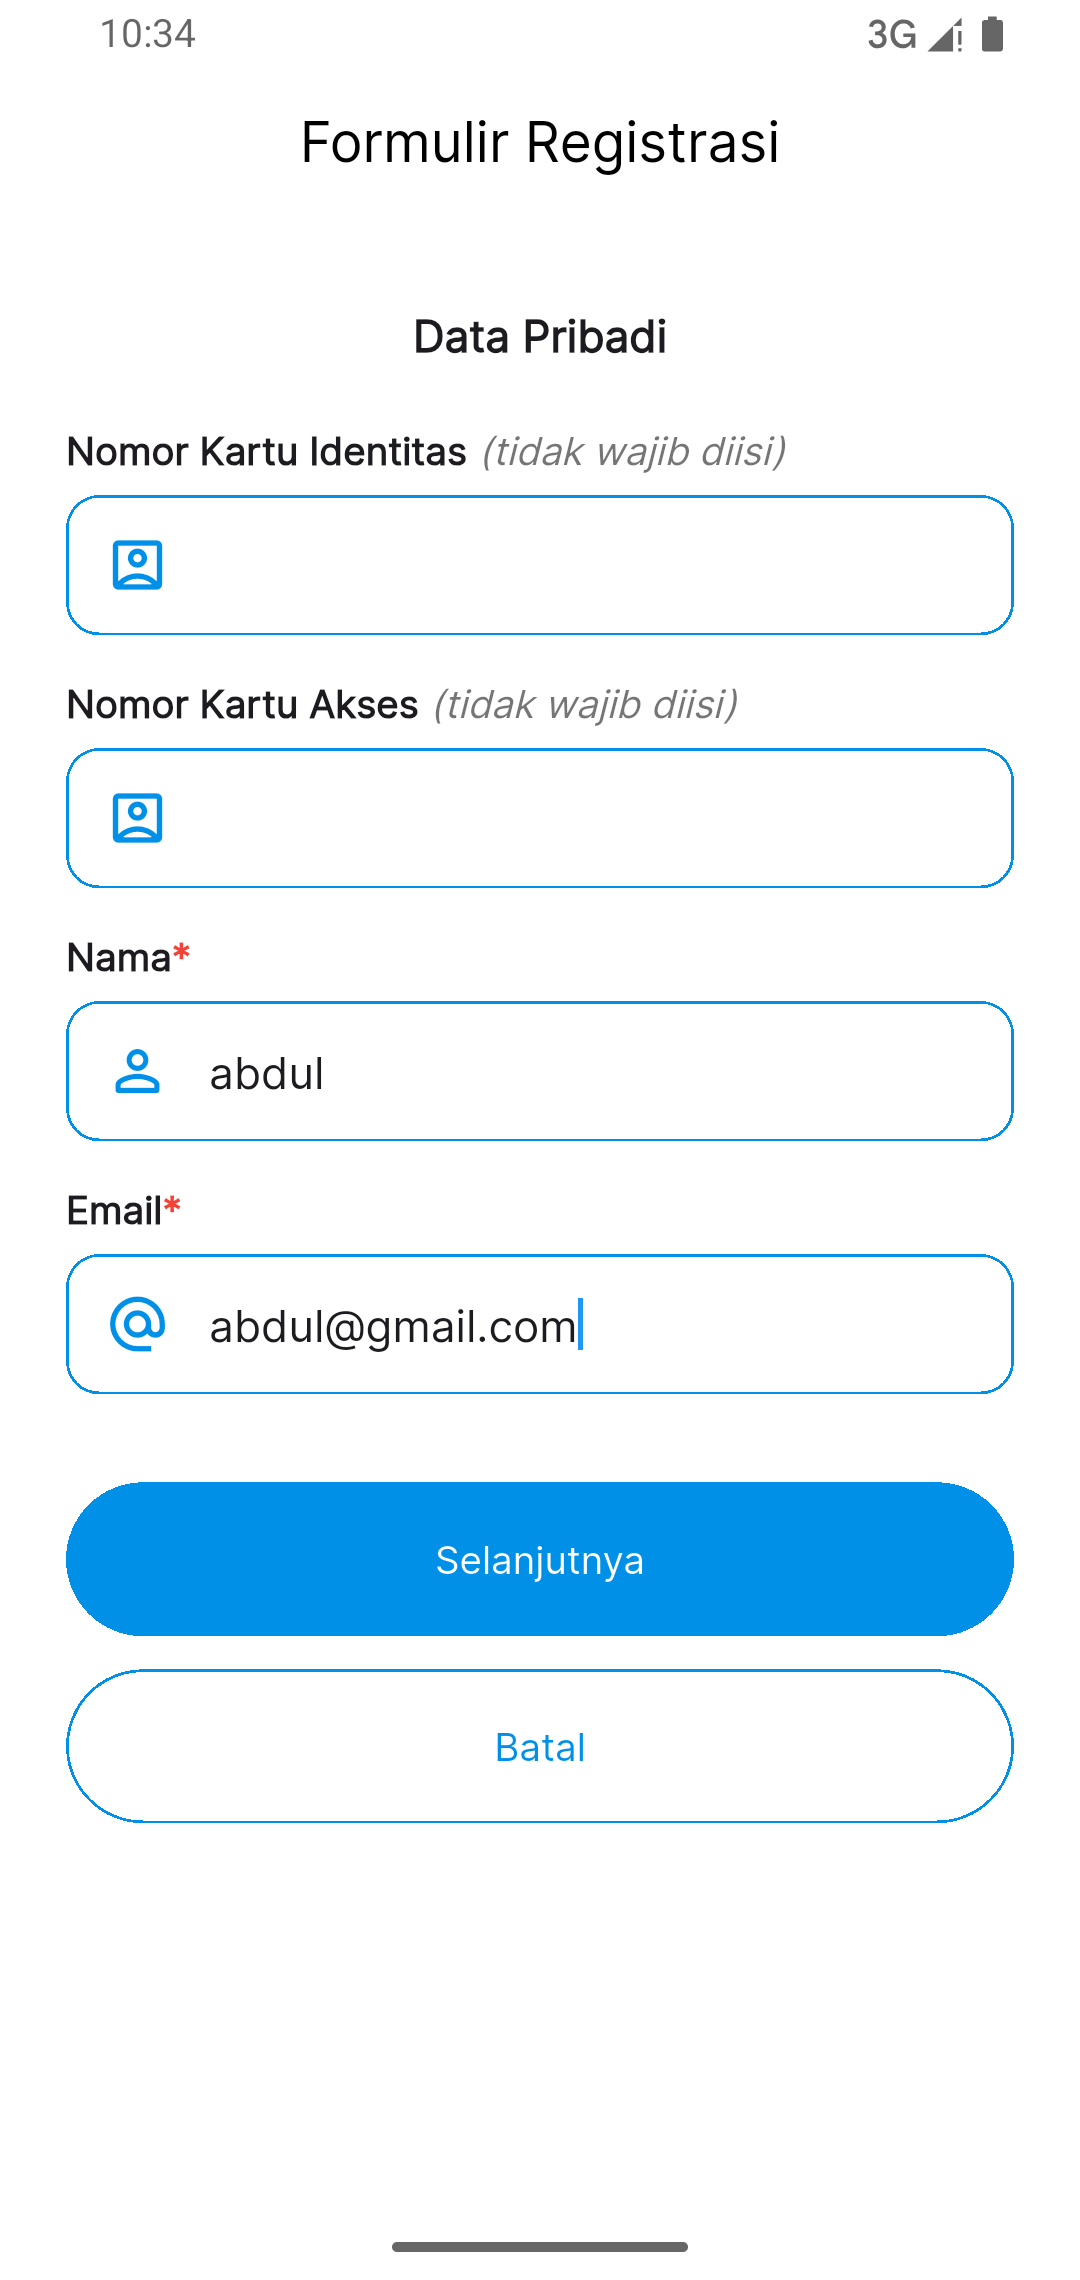 10:34
3G
Formulir Registrasi
Data Pribadi
Nomor Kartu Identitas (tidak wajib diisi)
Nomor Kartu Akses (tidak wajib diisi)
Nama*
abdul
Email*
abdul@gmail.com
Selanjutnya
Batal